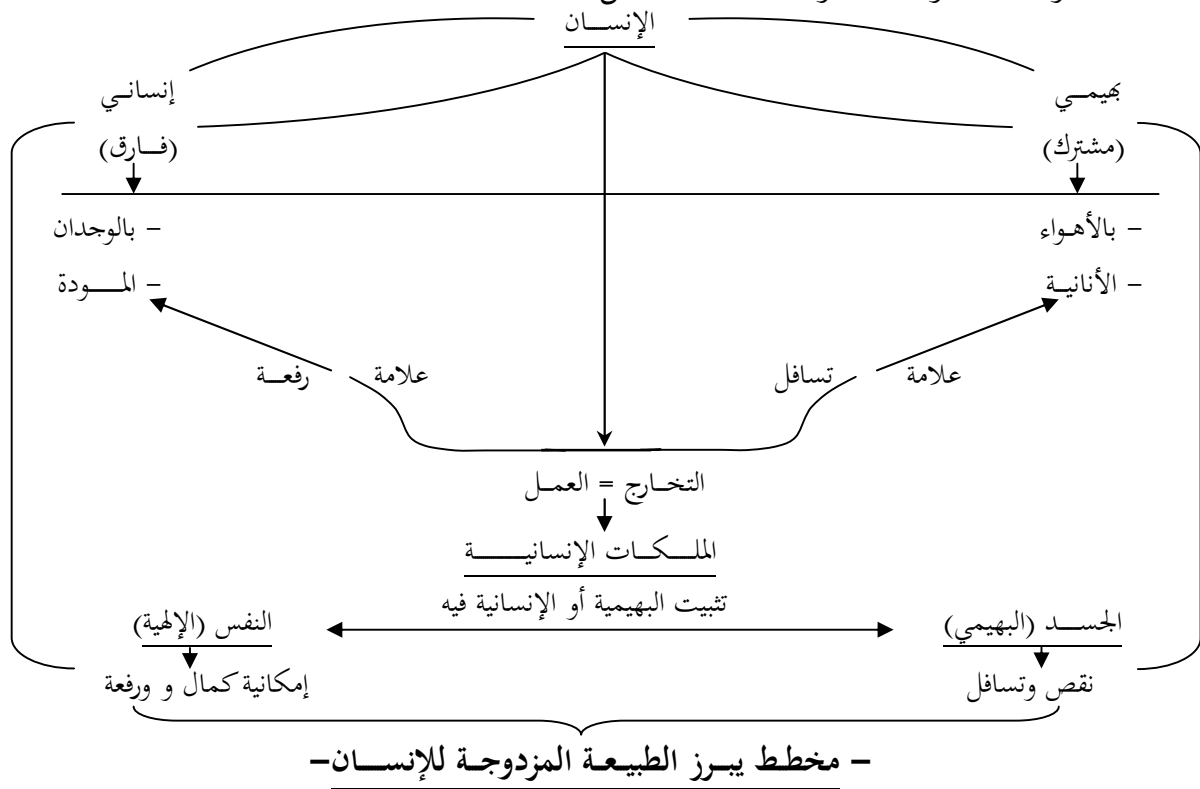 الإنسان
بهيمي
إنساني
(مشترك)
(فارق)
– بالأهواء
– بالوجدان
– الأنانية
– المودة
علامة تسافل
علامة رفعة
التخارج = العمل
الملكات الإنسانية
تثبيت البهيمية أو الإنسانية فيه
الجسد (البهيمي)
النفس (الإلهية)
نقص وتسافل
إمكانية كمال و ورفعة
– مخطط يبرز الطبيعة المزدوجة للإنسان–